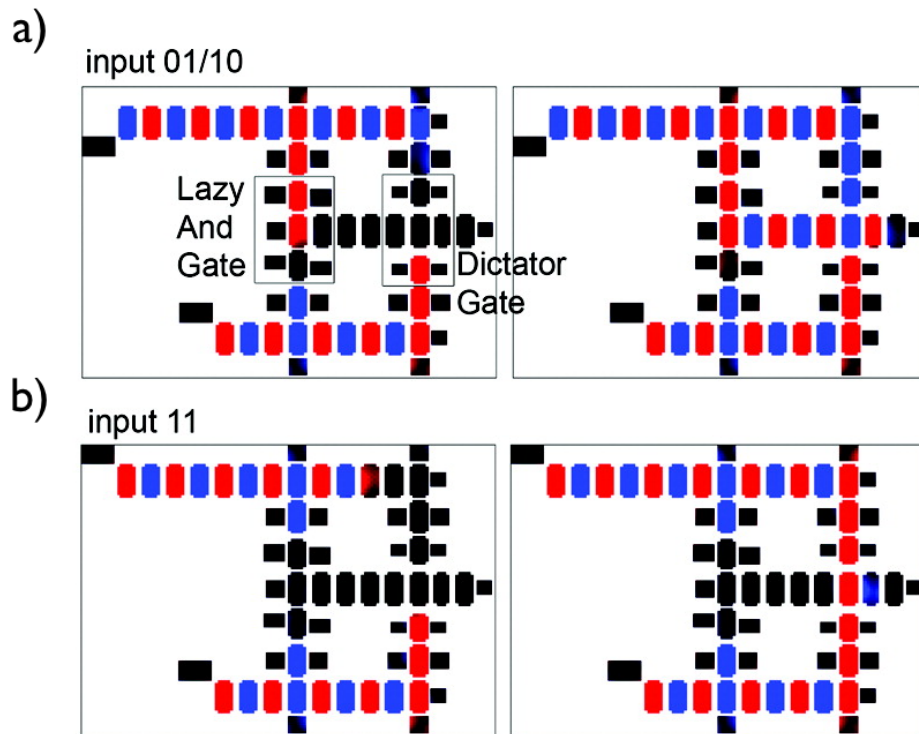 a)
input 01/10
Lazy
And
Gate
Dictator
Gate
b)
input 11